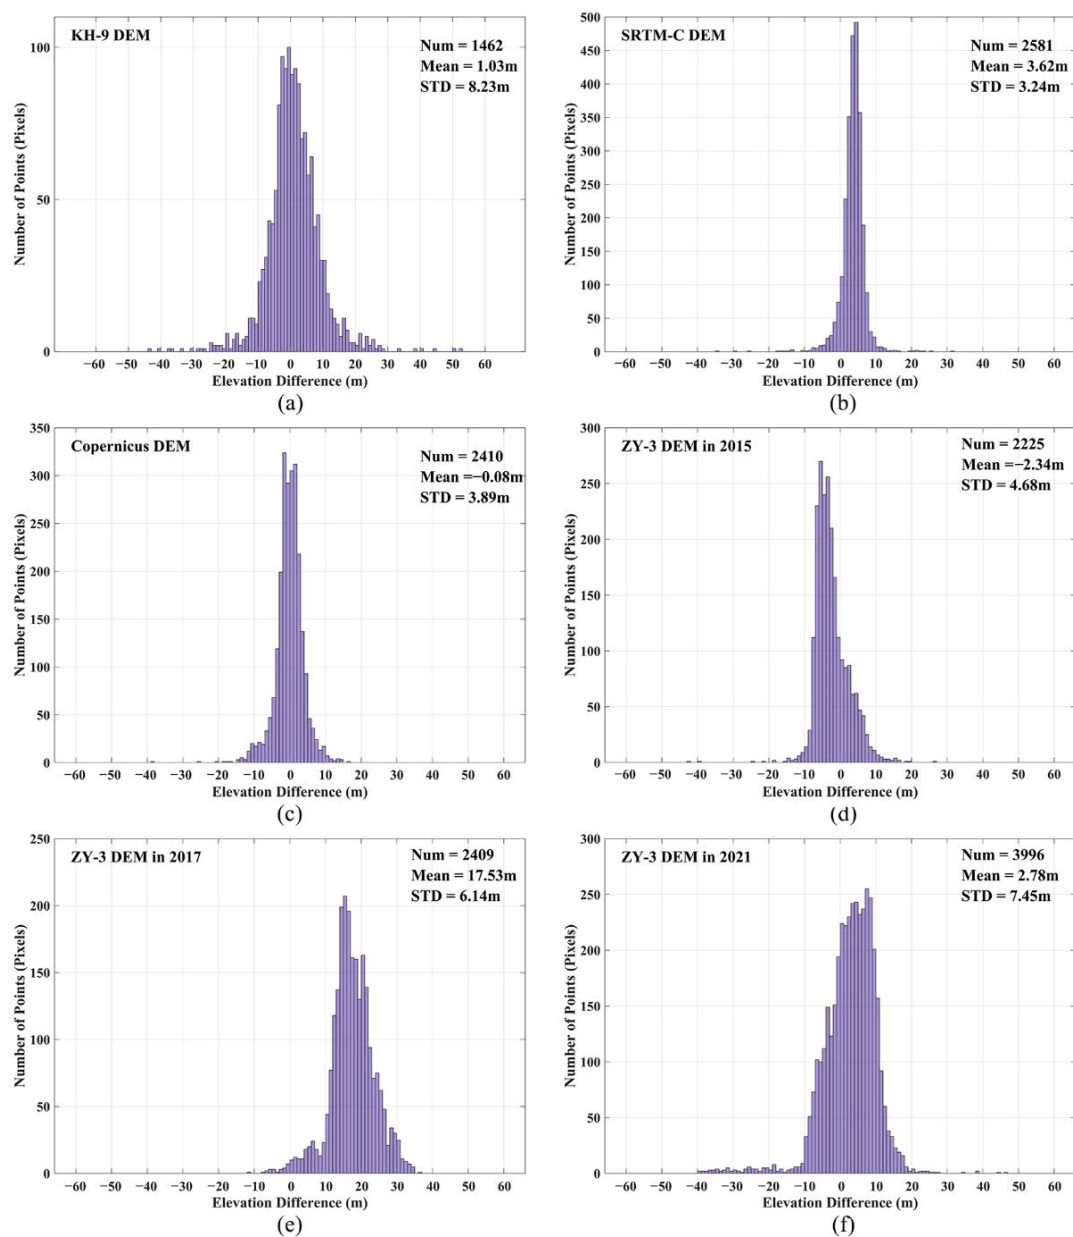 KH-9 DEM
Num = 1462
Mean = 1.03m
STD = 8.23m
Number of Points (Pixels)
100
50
0
−60 −50 −40 −30 −20 −10 0 10 20 30 40 50 60
Elevation Difference (m)
(a)
SRTM-C DEM
Num = 2581
Mean = 3.62m
STD = 3.24m
Number of Points (Pixels)
500
450
400
350
300
250
200
150
100
50
0
−60 −50 −40 −30 −20 −10 0 10 20 30 40 50 60
Elevation Difference (m)
(b)
Copernicus DEM
Num = 2410
Mean =−0.08m
STD = 3.89m
Number of Points (Pixels)
350
300
250
200
150
100
50
0
−60 −50 −40 −30 −20 −10 0 10 20 30 40 50 60
Elevation Difference (m)
(c)
ZY-3 DEM in 2015
Num = 2225
Mean =−2.34m
STD = 4.68m
Number of Points (Pixels)
300
250
200
150
100
50
0
−60 −50 −40 −30 −20 −10 0 10 20 30 40 50 60
Elevation Difference (m)
(d)
ZY-3 DEM in 2017
Num = 2409
Mean = 17.53m
STD = 6.14m
Number of Points (Pixels)
250
200
150
100
50
0
−60 −50 −40 −30 −20 −10 0 10 20 30 40 50 60
Elevation Difference (m)
(e)
ZY-3 DEM in 2021
Num = 3996
Mean = 2.78m
STD = 7.45m
Number of Points (Pixels)
300
250
200
150
100
50
0
−60 −50 −40 −30 −20 −10 0 10 20 30 40 50 60
Elevation Difference (m)
(f)